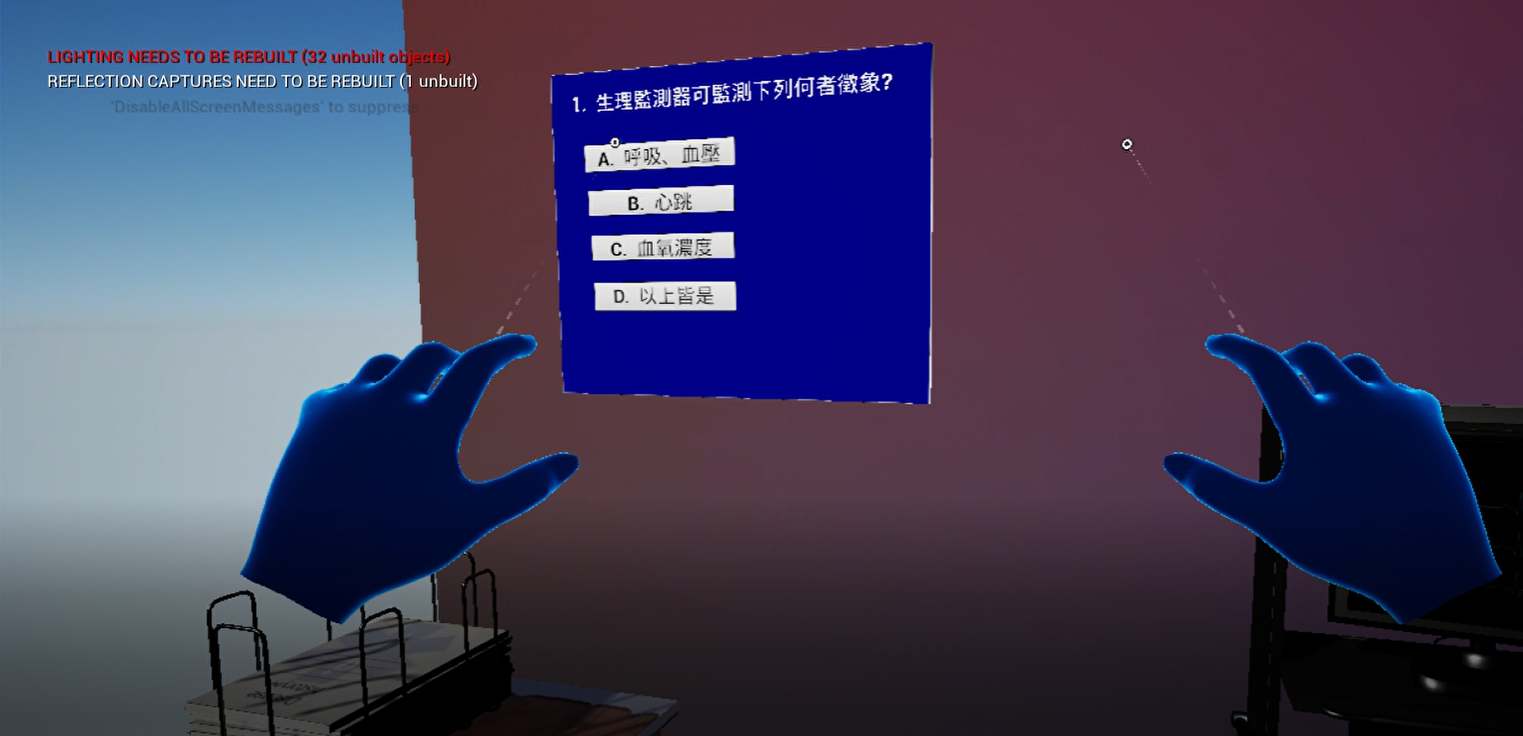 LIGHTING NEEDS TO BE REBUILT (32 unbuilt objects)
REFLECTION CAPTURES NEED TO BE REBUILT (1 unbuilt)
'DisableAllScreenMessages' to suppress
1. 生理監測器可監測下列何者徵象?
A. 呼吸、血壓
B. 心跳
C. 血氧濃度
D. 以上皆是